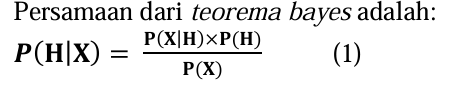 Persamaan dari teorema bayes adalah:
P(H|X) = P(X|H)×P(H) / P(X) (1)